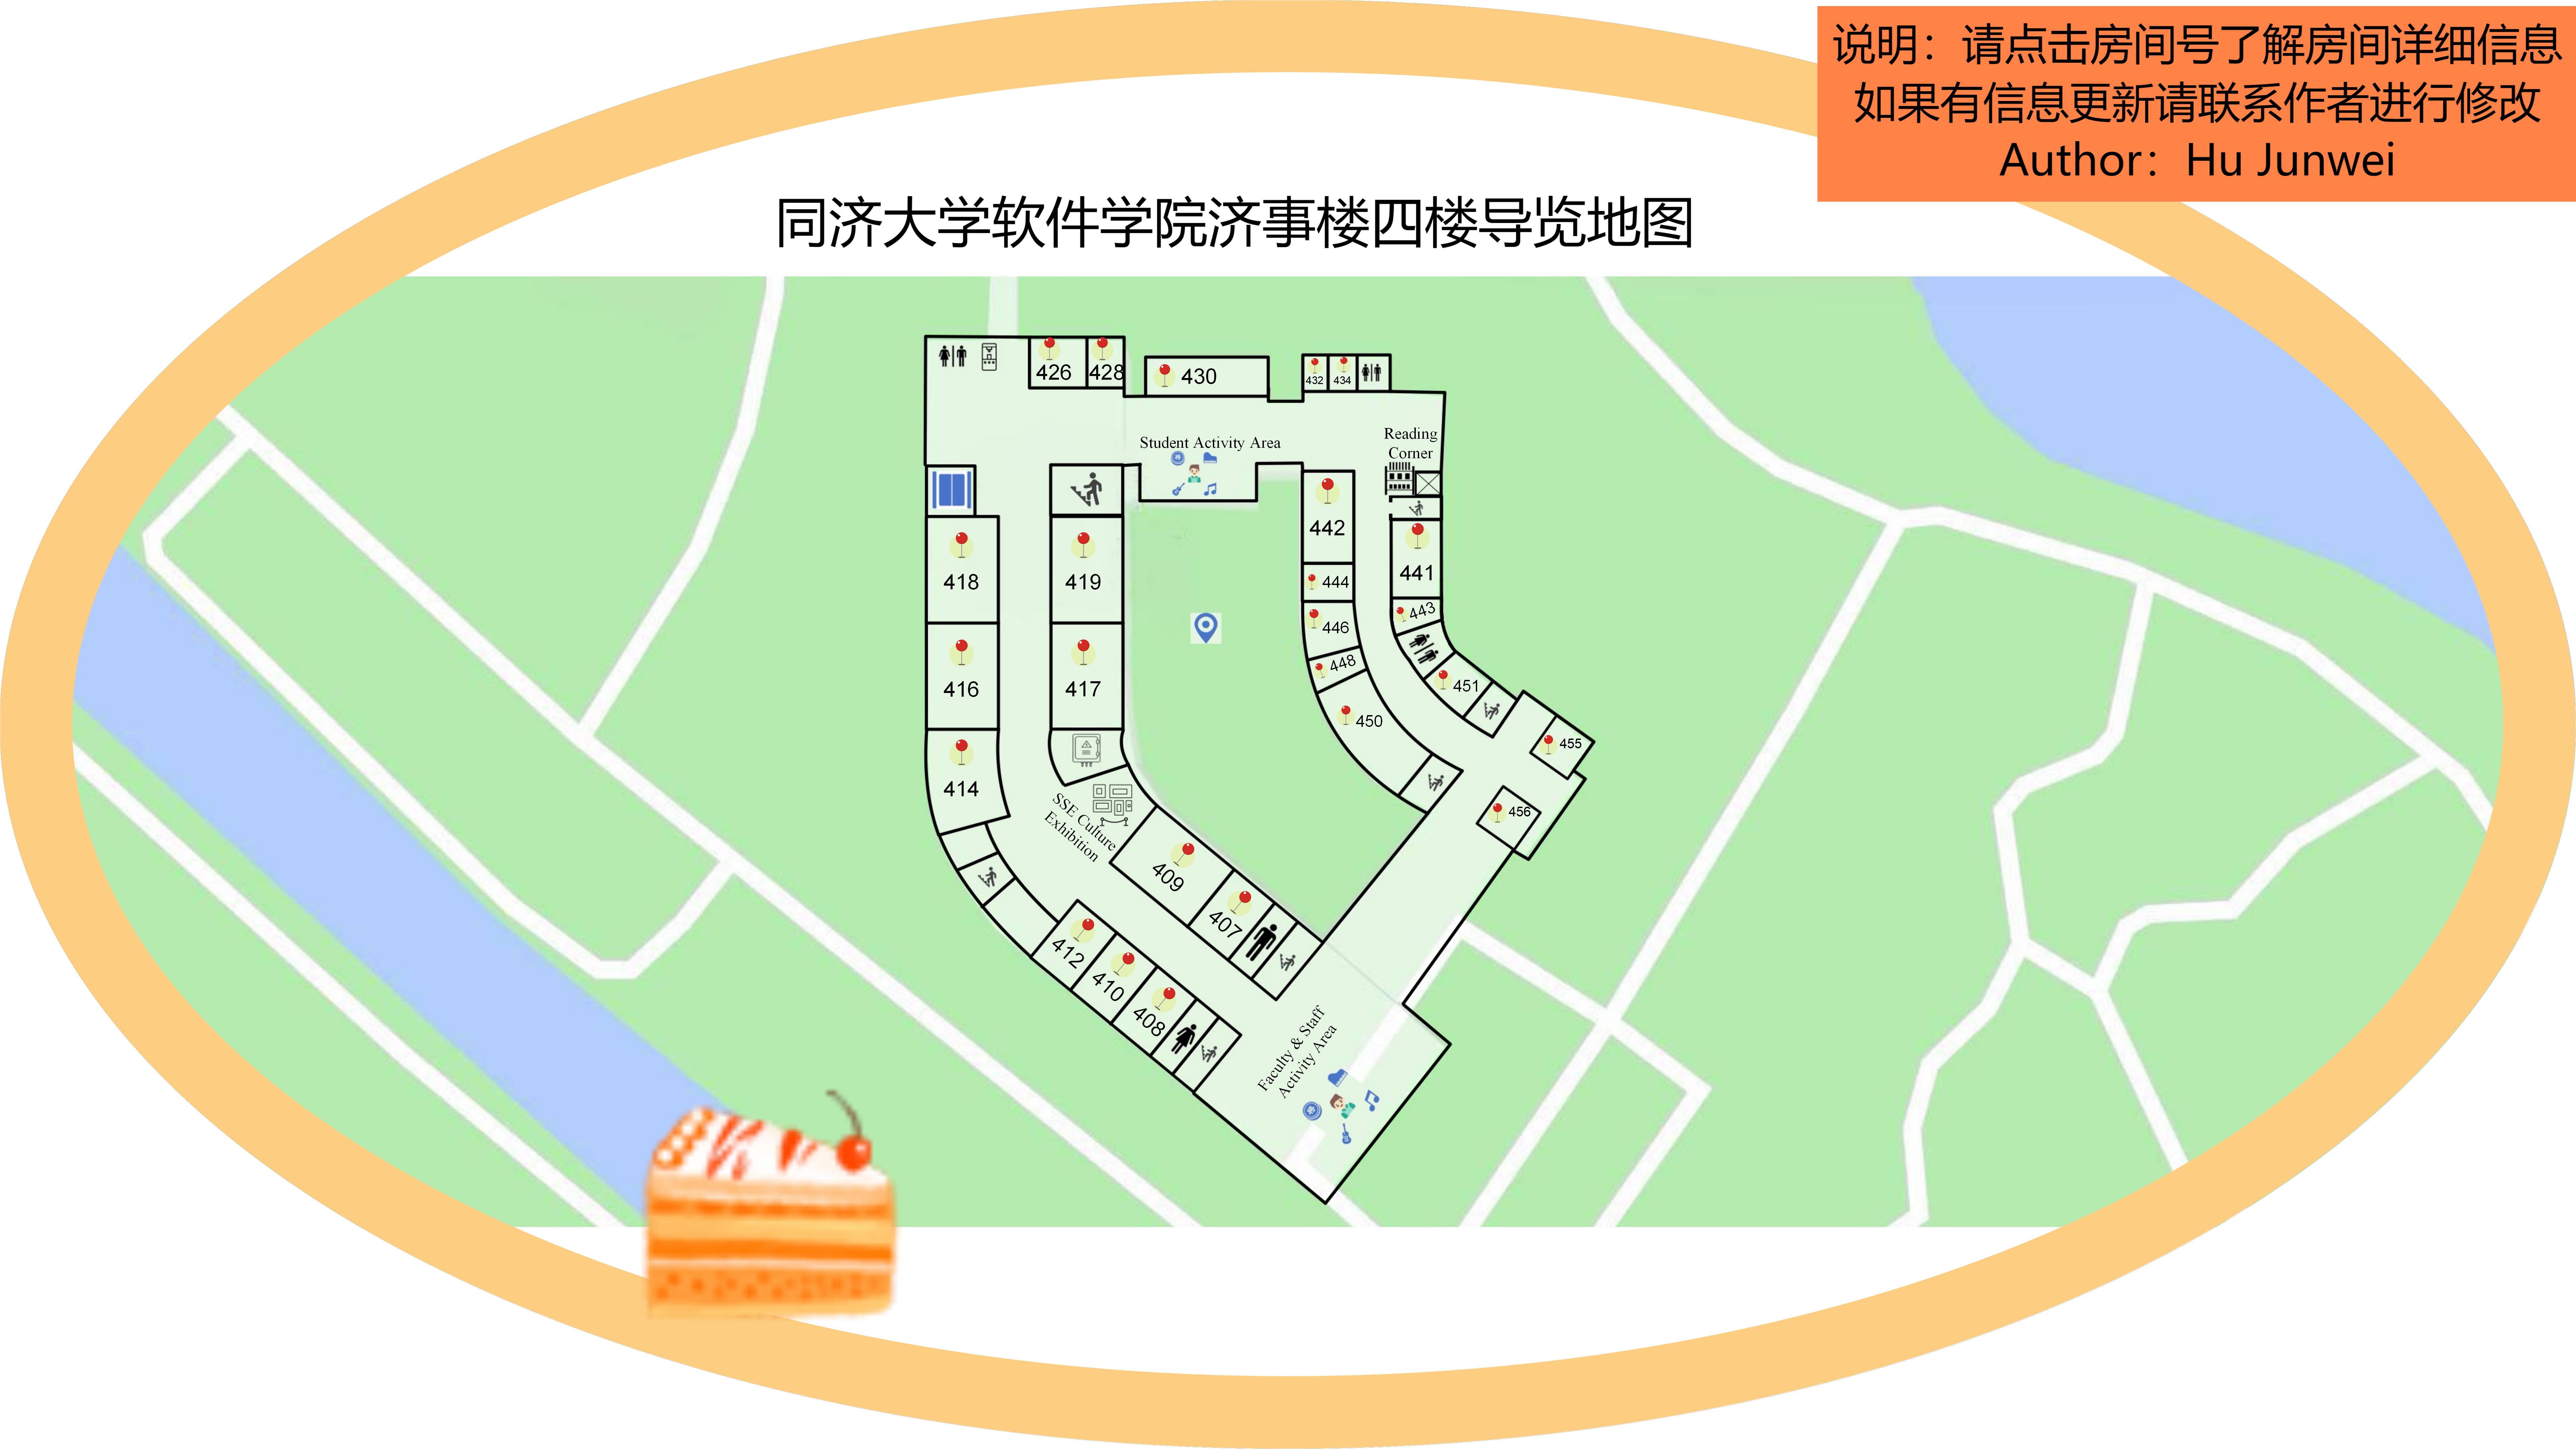 说明：请点击房间号了解房间详细信息
如果有信息更新请联系作者进行修改
Author：Hu Junwei
同济大学软件学院济事楼四楼导览地图
426
428
430
432
434
Student Activity Area
Reading
Corner
442
418
419
441
444
443
446
448
416
417
451
450
455
414
456
SSE Culture
Exhibition
409
407
412
410
408
Faculty & Staff
Activity Area